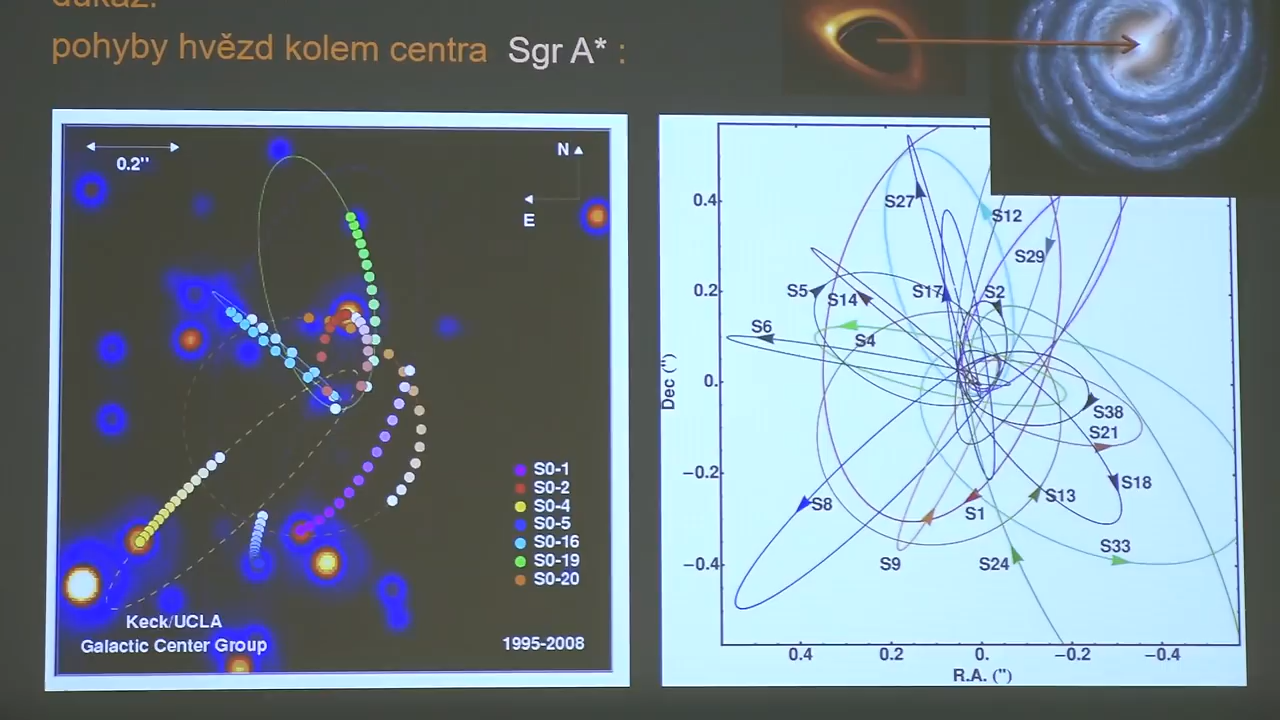 důkaz:
pohyby hvězd kolem centra Sgr A* :
0.2"
N
E
S0-1
S0-2
S0-4
S0-5
S0-16
S0-19
S0-20
Keck/UCLA
Galactic Center Group
1995-2008
Dec (")
0.4
0.2
0.
−0.2
−0.4
S27
S12
S29
S5
S14
S17
S2
S6
S4
S38
S21
S18
S8
S1
S13
S9
S24
S33
0.4
0.2
0.
−0.2
−0.4
R.A. (")